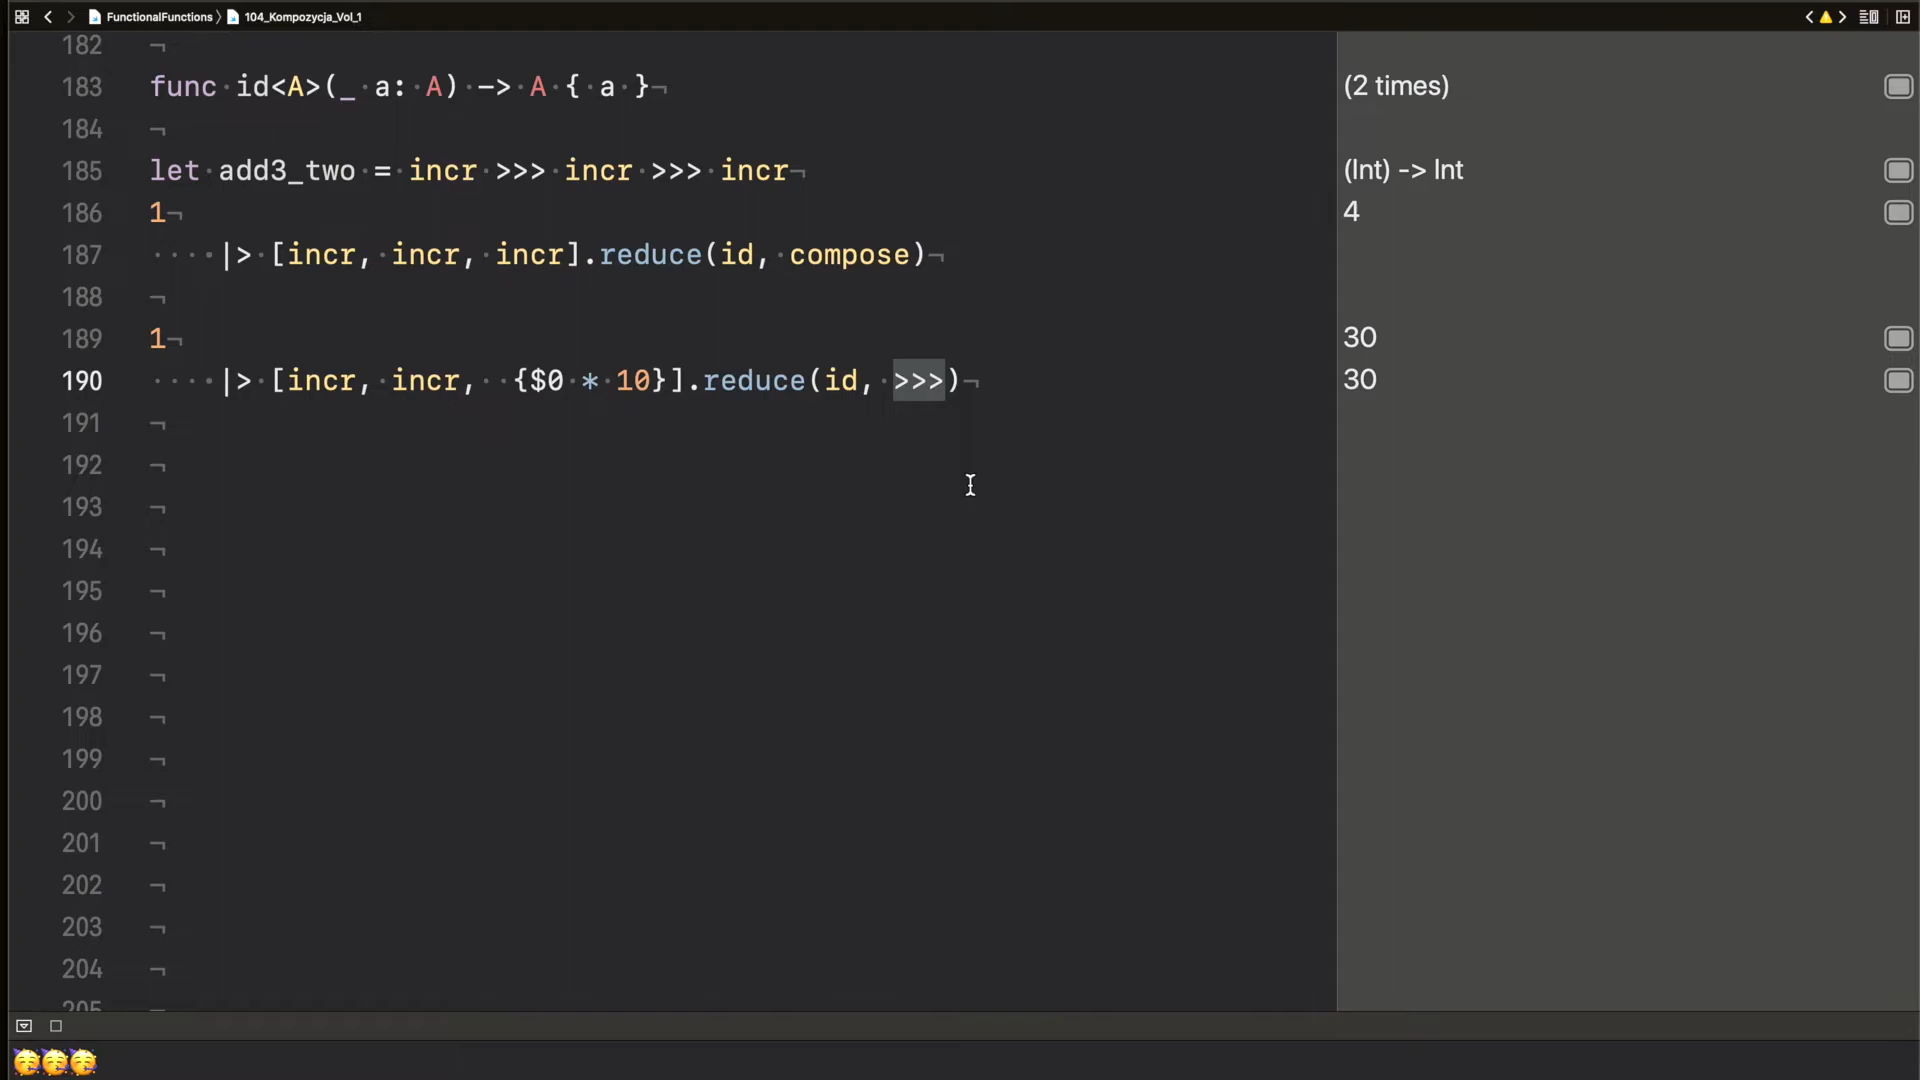 FunctionalFunctions 〉 104_Kompozycja_Vol_1
182 ¬
183 func·id<A>(_·a:·A)·->·A·{·a·}¬ (2 times)
184 ¬
185 let·add3_two·=·incr·>>>·incr·>>>·incr¬ (Int) -> Int
186 1¬ 4
187 ····|>·[incr,·incr,·incr].reduce(id,·compose)¬
188 ¬
189 1¬ 30
190 ····|>·[incr,·incr,··{$0·*·10}].reduce(id,·>>>)¬ 30
191 ¬
192 ¬
193 ¬
194 ¬
195 ¬
196 ¬
197 ¬
198 ¬
199 ¬
200 ¬
201 ¬
202 ¬
203 ¬
204 ¬
205
🥳🥳🥳